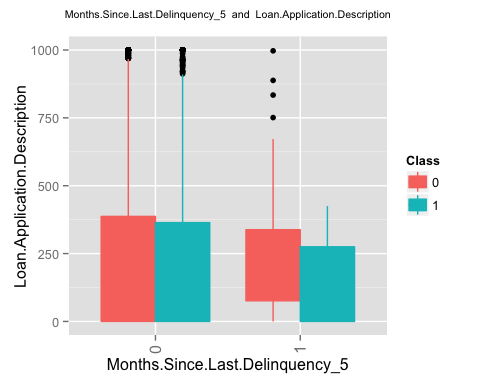 Months.Since.Last.Delinquency_5 and Loan.Application.Description
1000
750
500
250
0
Loan.Application.Description
0
1
Months.Since.Last.Delinquency_5
Class
0
1